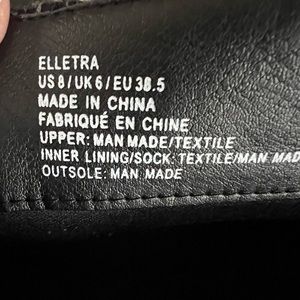 ELLETRA
US 8/UK 6/EU 38.5
MADE IN CHINA
FABRIQUÉ EN CHINE
UPPER: MAN MADE/TEXTILE
INNER LINING/SOCK: TEXTILE/MAN MAD
OUTSOLE: MAN MADE